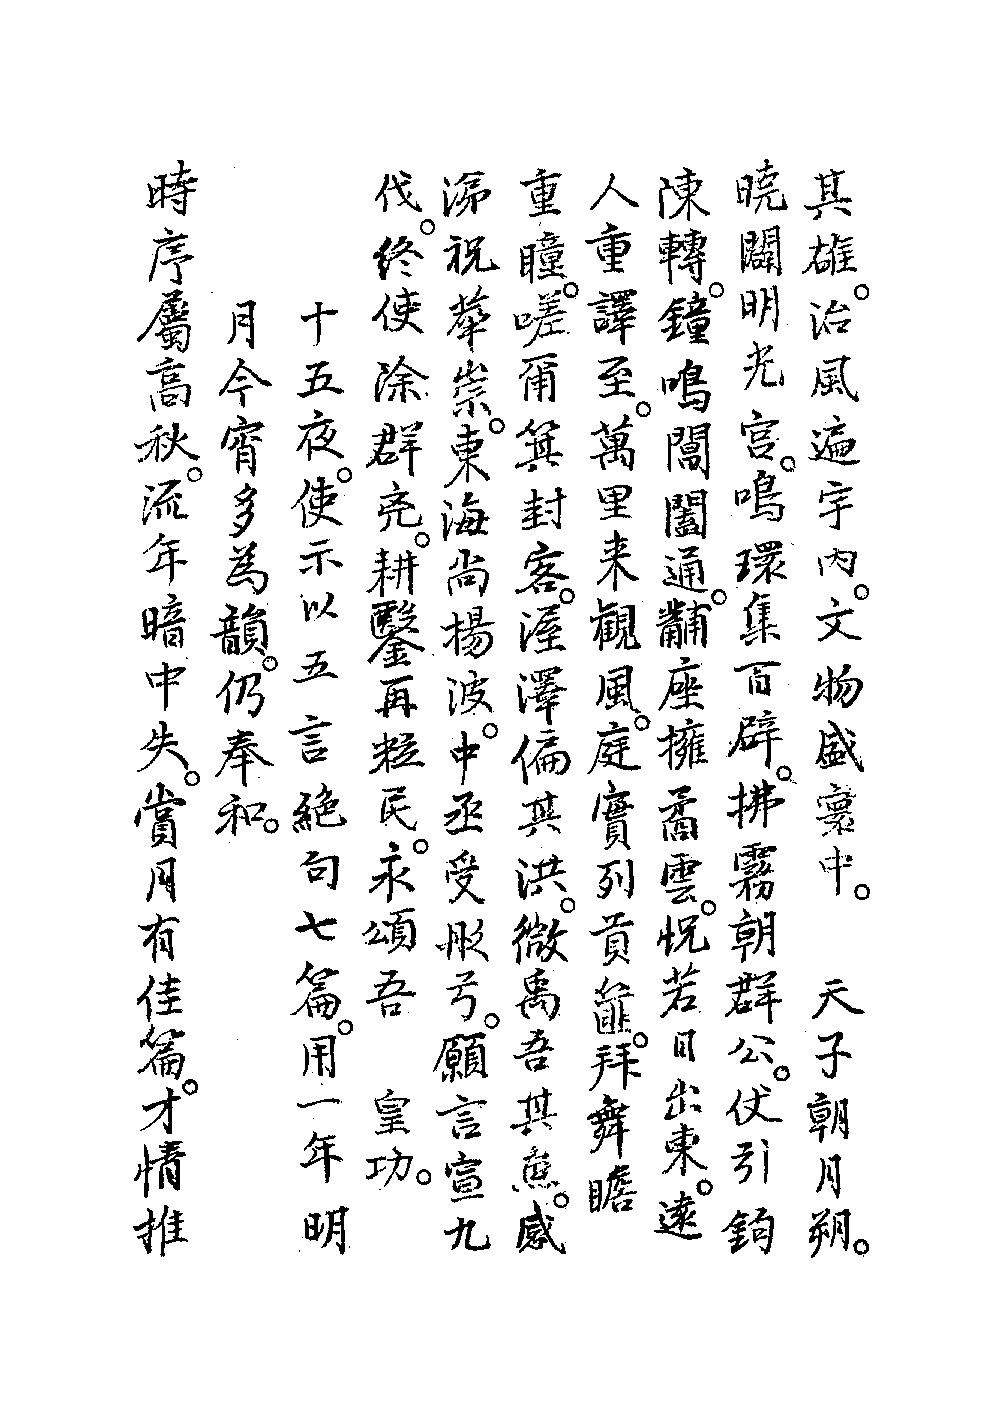 其雄。治風遍宇內。文物盛寰中。天子朝月朔。
曉闢明光宮。鳴環集百辟。拂霧朝群公。仗引鉤
陳轉。鐘鳴閶闔通。黼座擁矞雲。怳若日出東。遠
人重譯至。萬里來觀風。庭實列貢篚。拜舞瞻
重瞳。嗟爾箕封客。渥澤偏其洪。微禹吾其魚。感
涕祝華崇。東海尚揚波。中丞受彤弓。願言宣九
伐。終使除群兇。耕鑿再粒民。永頌吾皇功。
十五夜。使示以五言絕句七篇。用一年明
月今宵多為韻。仍奉和。
時序屬高秋。流年暗中失。賞月有佳篇。才情推